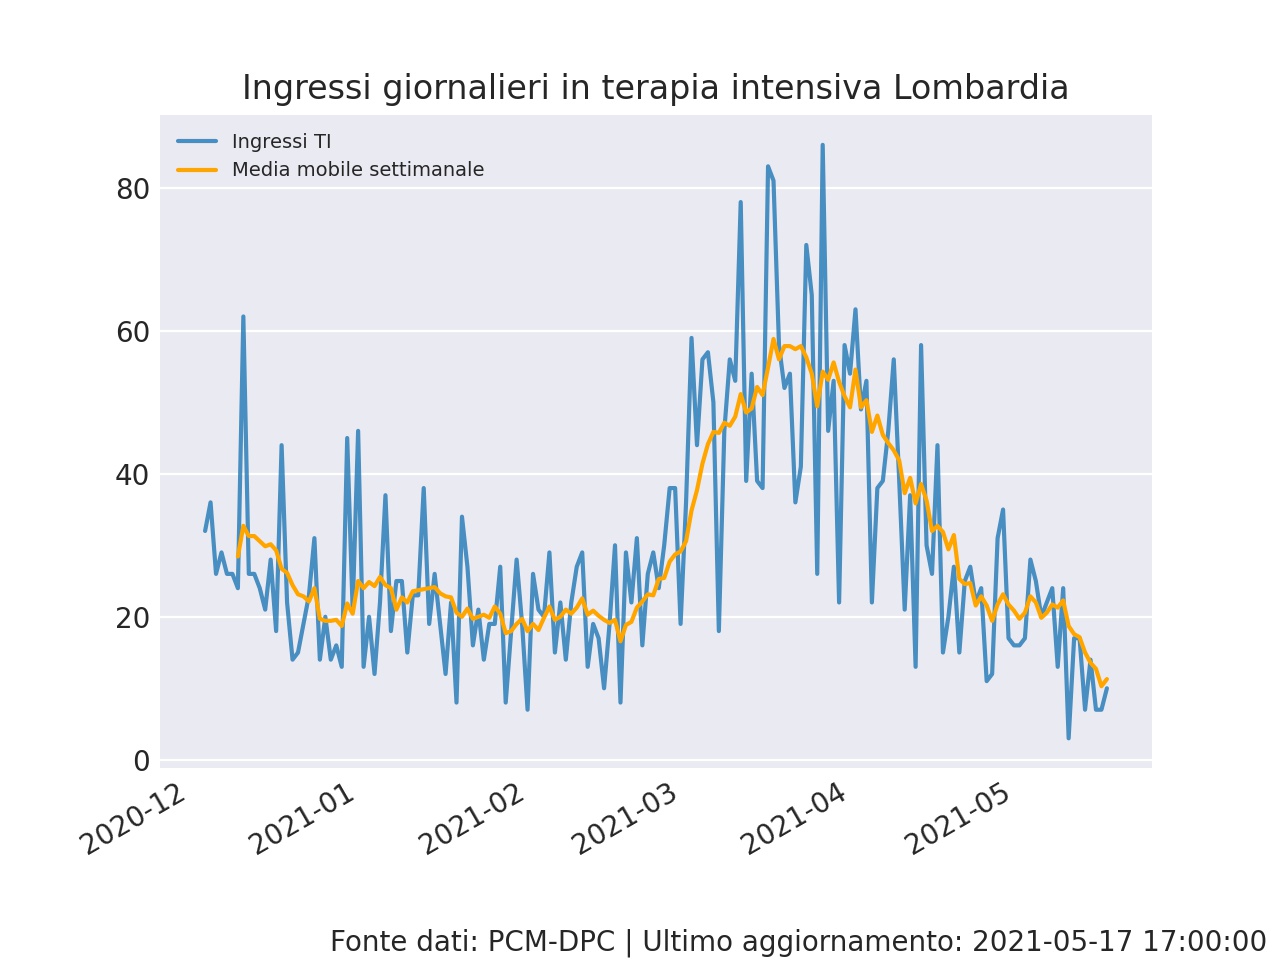 Ingressi giornalieri in terapia intensiva Lombardia
Ingressi TI
Media mobile settimanale
80
60
40
20
0
2020-12
2021-01
2021-02
2021-03
2021-04
2021-05
Fonte dati: PCM-DPC | Ultimo aggiornamento: 2021-05-17 17:00:00